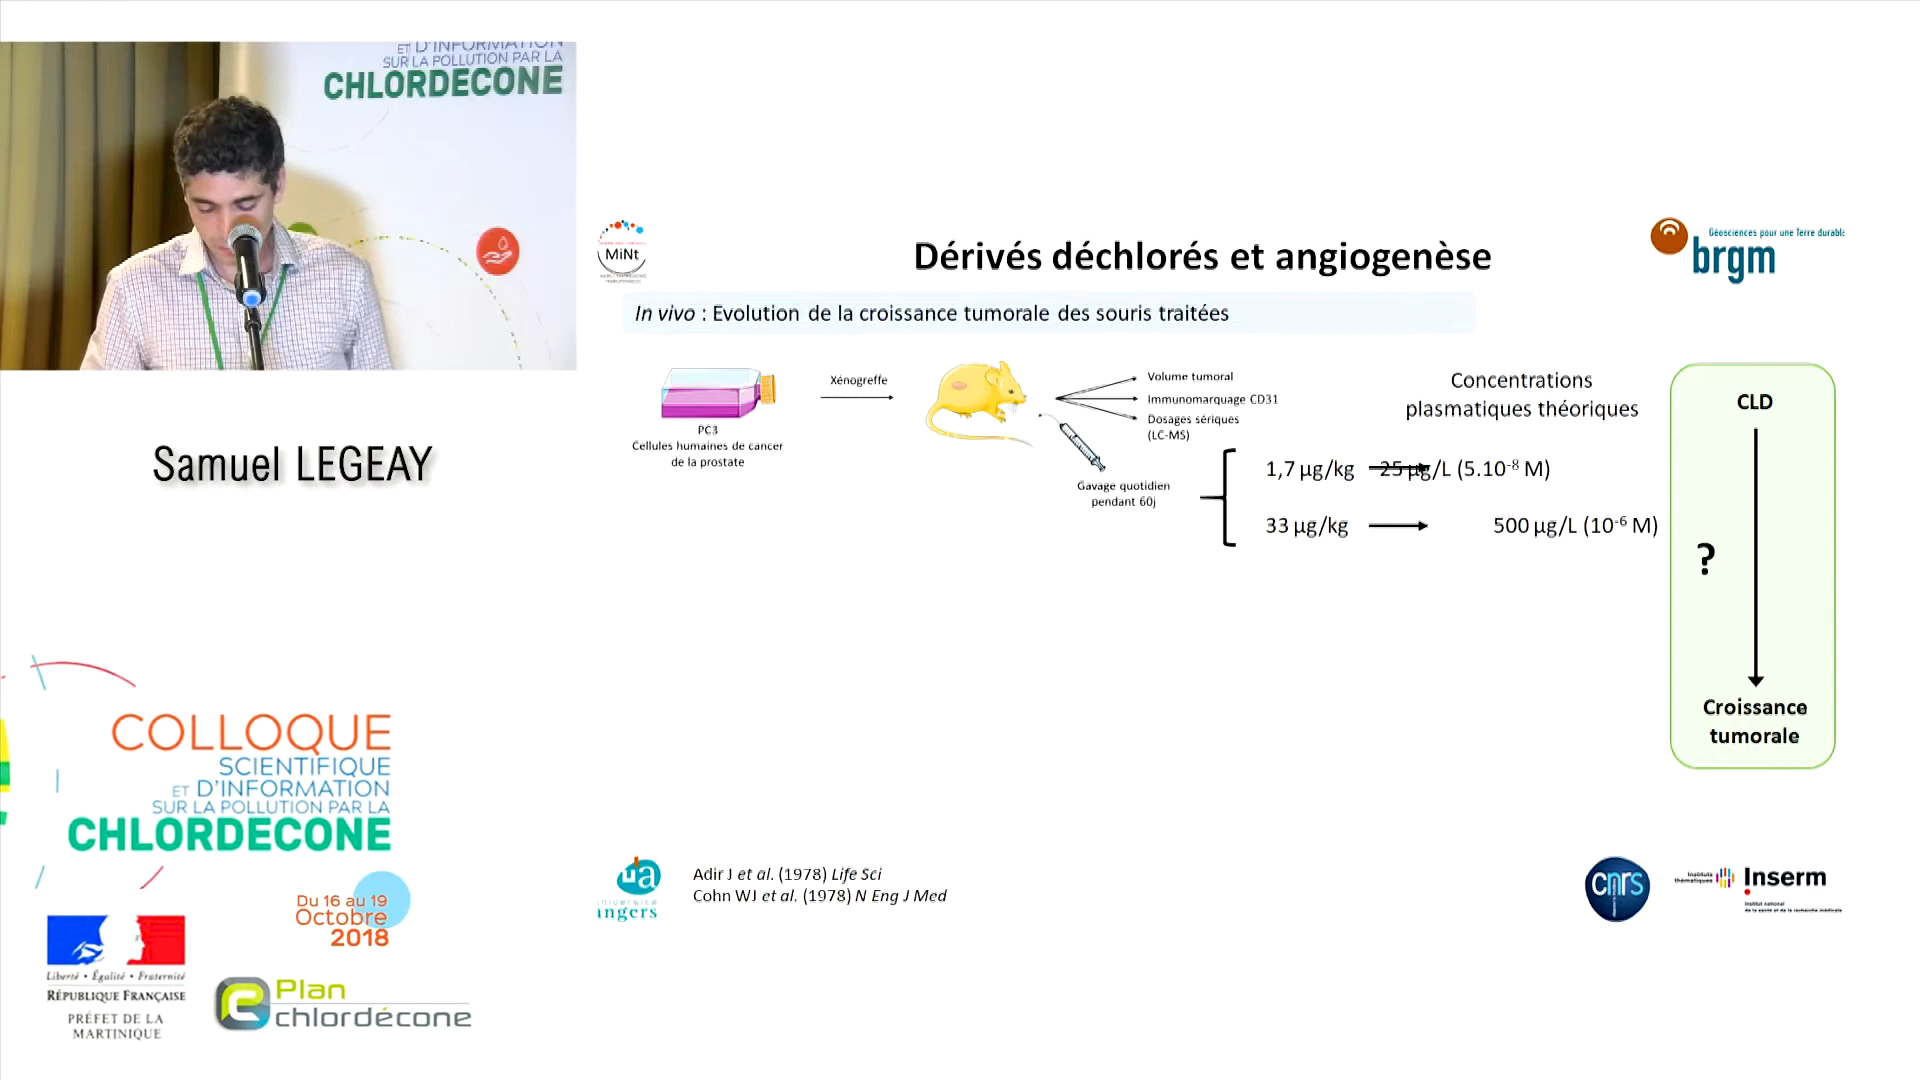 ET D'INFORMATION
SUR LA POLLUTION PAR LA
CHLORDECONE
Samuel LEGEAY
COLLOQUE
SCIENTIFIQUE
ET D'INFORMATION
SUR LA POLLUTION PAR LA
CHLORDECONE
Du 16 au 19
Octobre
2018
Liberté • Égalité • Fraternité
RÉPUBLIQUE FRANÇAISE
PRÉFET DE LA
MARTINIQUE
Plan
chlordécone
MiNt
Dérivés déchlorés et angiogenèse
Géosciences pour une Terre durable
brgm
In vivo : Evolution de la croissance tumorale des souris traitées
PC3
Cellules humaines de cancer
de la prostate
Xénogreffe
Volume tumoral
Immunomarquage CD31
Dosages sériques
(LC-MS)
Gavage quotidien
pendant 60j
Concentrations
plasmatiques théoriques
1,7 µg/kg 25 µg/L (5.10-8 M)
33 µg/kg 500 µg/L (10-6 M)
CLD
?
Croissance
tumorale
ua
université
angers
Adir J et al. (1978) Life Sci
Cohn WJ et al. (1978) N Eng J Med
cnrs
Instituts
thématiques
Inserm
Institut national
de la santé et de la recherche médicale